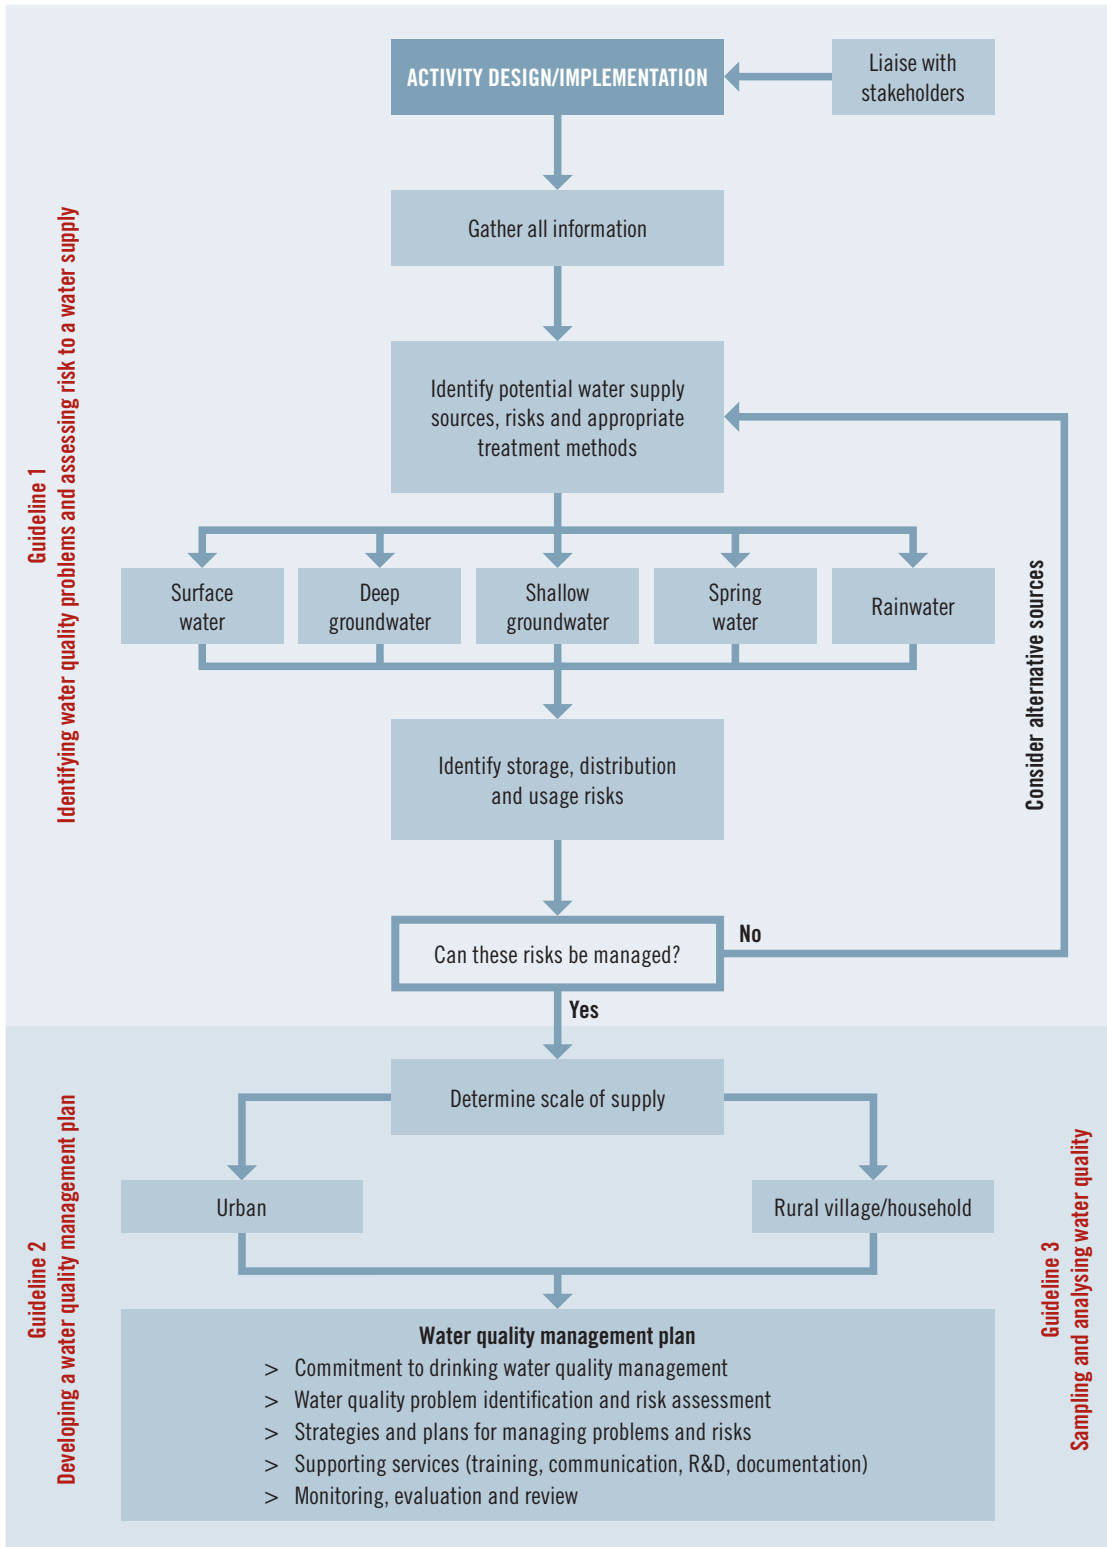 ACTIVITY DESIGN/IMPLEMENTATION
Liaise with
stakeholders
Gather all information
Guideline 1
Identifying water quality problems and assessing risk to a water supply
Identify potential water supply
sources, risks and appropriate
treatment methods
Surface
water
Deep
groundwater
Shallow
groundwater
Spring
water
Rainwater
Consider alternative sources
Identify storage, distribution
and usage risks
Can these risks be managed?
No
Yes
Determine scale of supply
Guideline 2
Developing a water quality management plan
Urban
Rural village/household
Guideline 3
Sampling and analysing water quality
Water quality management plan
> Commitment to drinking water quality management
> Water quality problem identification and risk assessment
> Strategies and plans for managing problems and risks
> Supporting services (training, communication, R&D, documentation)
> Monitoring, evaluation and review